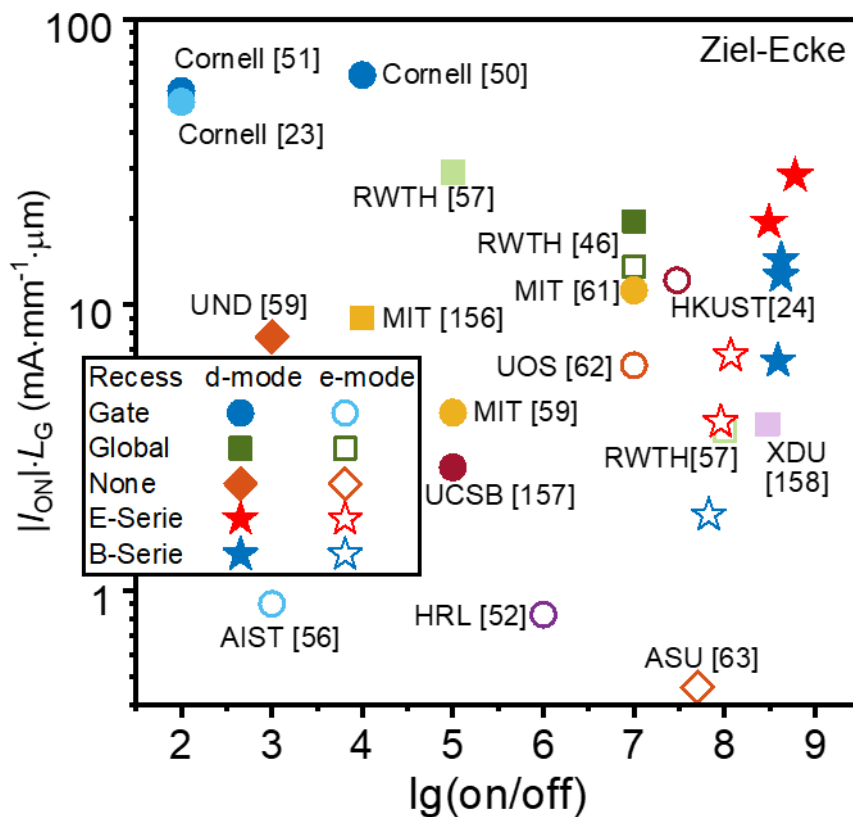 100
Ziel-Ecke
Cornell [51]
Cornell [50]
Cornell [23]
RWTH [57]
RWTH [46]
UND [59]
MIT [156]
MIT [61]
HKUST[24]
10
Recess d-mode e-mode
Gate
Global
None
E-Serie
B-Serie
UOS [62]
MIT [59]
RWTH[57]
XDU
[158]
UCSB [157]
1
AIST [56]
HRL [52]
ASU [63]
|I_ON|·L_G (mA·mm⁻¹·μm)
2 3 4 5 6 7 8 9
lg(on/off)